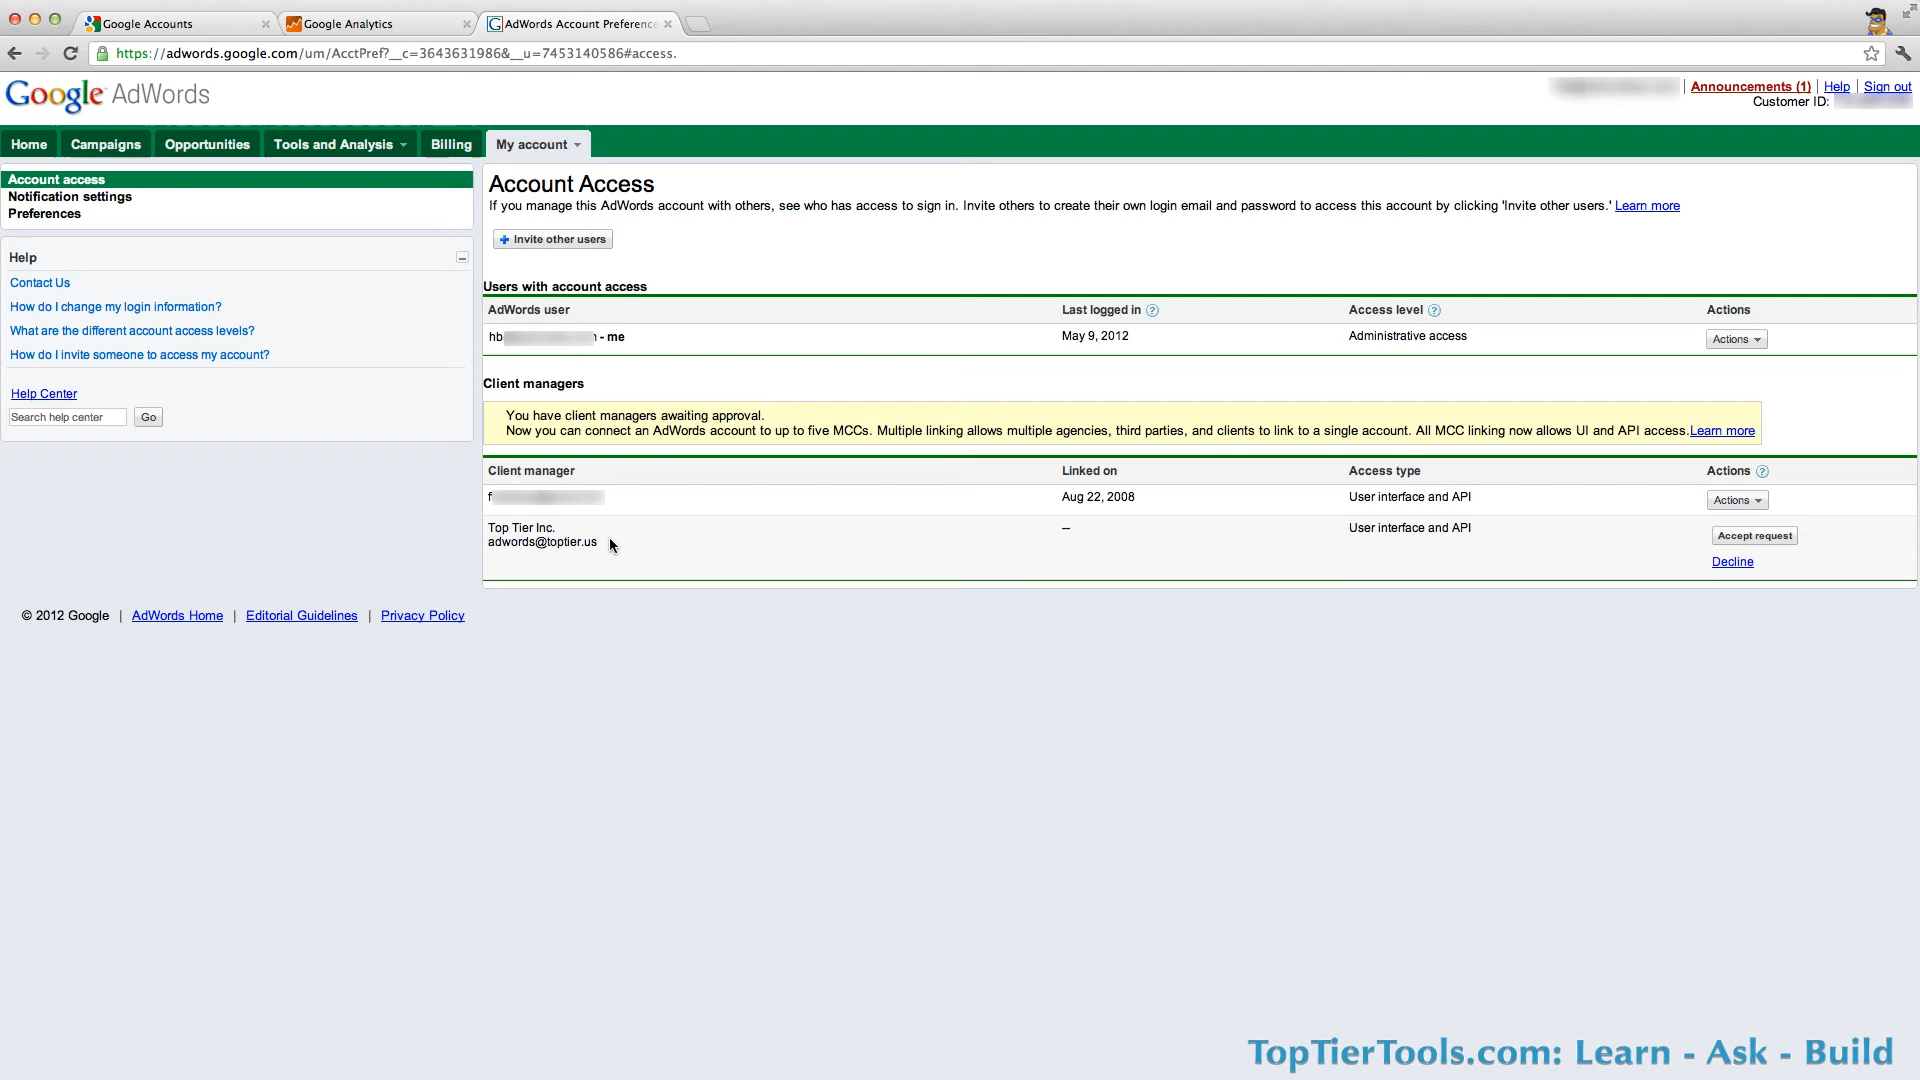 Google Accounts
Google Analytics
AdWords Account Preference
https://adwords.google.com/um/AcctPref?__c=3643631986&__u=7453140586#access.
Google AdWords
Announcements (1) | Help | Sign out
Customer ID:
Home
Campaigns
Opportunities
Tools and Analysis
Billing
My account
Account access
Notification settings
Preferences
Help
Contact Us
How do I change my login information?
What are the different account access levels?
How do I invite someone to access my account?
Help Center
Search help center
Go
Account Access
If you manage this AdWords account with others, see who has access to sign in. Invite others to create their own login email and password to access this account by clicking 'Invite other users.' Learn more
Invite other users
Users with account access
AdWords user Last logged in ? Access level ? Actions
hb - me May 9, 2012 Administrative access Actions
Client managers
You have client managers awaiting approval.
Now you can connect an AdWords account to up to five MCCs. Multiple linking allows multiple agencies, third parties, and clients to link to a single account. All MCC linking now allows UI and API access.Learn more
Client manager Linked on Access type Actions ?
f Aug 22, 2008 User interface and API Actions
Top Tier Inc. -- User interface and API Accept request
adwords@toptier.us
Decline
© 2012 Google | AdWords Home | Editorial Guidelines | Privacy Policy
TopTierTools.com: Learn - Ask - Build